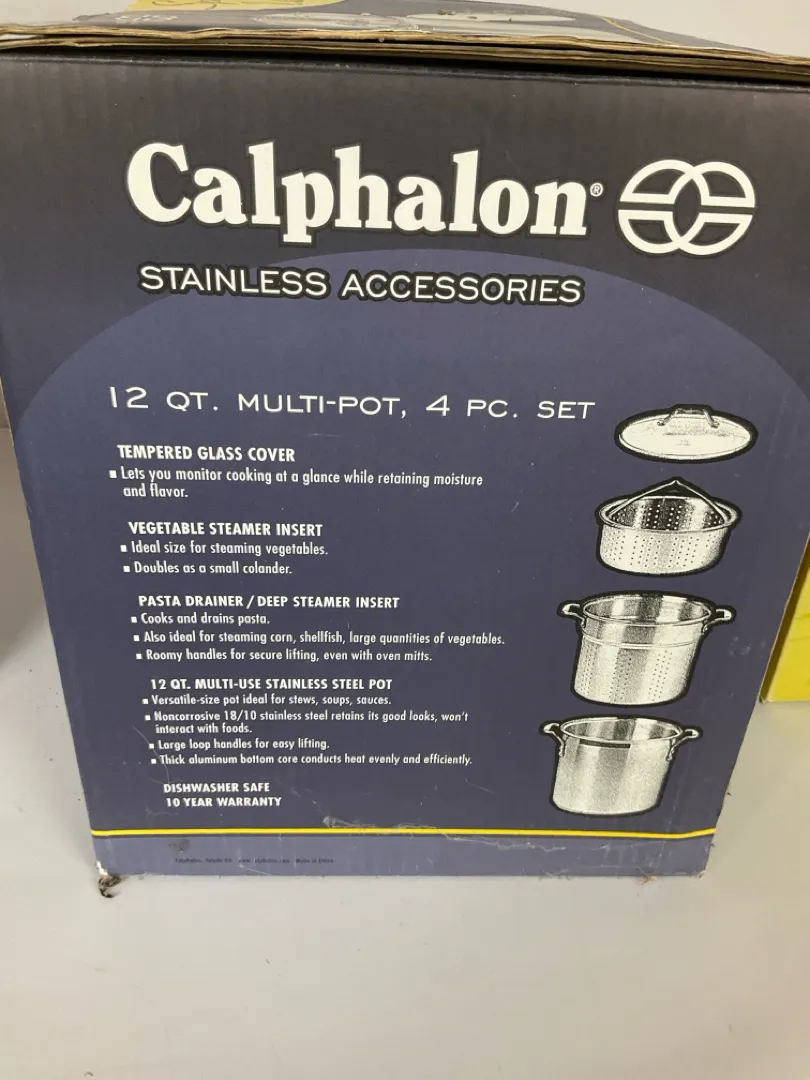 Calphalon®
STAINLESS ACCESSORIES
12 QT. MULTI-POT, 4 PC. SET
TEMPERED GLASS COVER
▪ Lets you monitor cooking at a glance while retaining moisture
and flavor.
VEGETABLE STEAMER INSERT
▪ Ideal size for steaming vegetables.
▪ Doubles as a small colander.
PASTA DRAINER / DEEP STEAMER INSERT
▪ Cooks and drains pasta.
▪ Also ideal for steaming corn, shellfish, large quantities of vegetables.
▪ Roomy handles for secure lifting, even with oven mitts.
12 QT. MULTI-USE STAINLESS STEEL POT
▪ Versatile-size pot ideal for stews, soups, sauces.
▪ Noncorrosive 18/10 stainless steel retains its good looks, won't
interact with foods.
▪ Large loop handles for easy lifting.
▪ Thick aluminum bottom core conducts heat evenly and efficiently.
DISHWASHER SAFE
10 YEAR WARRANTY
Calphalon, Toledo Made in China